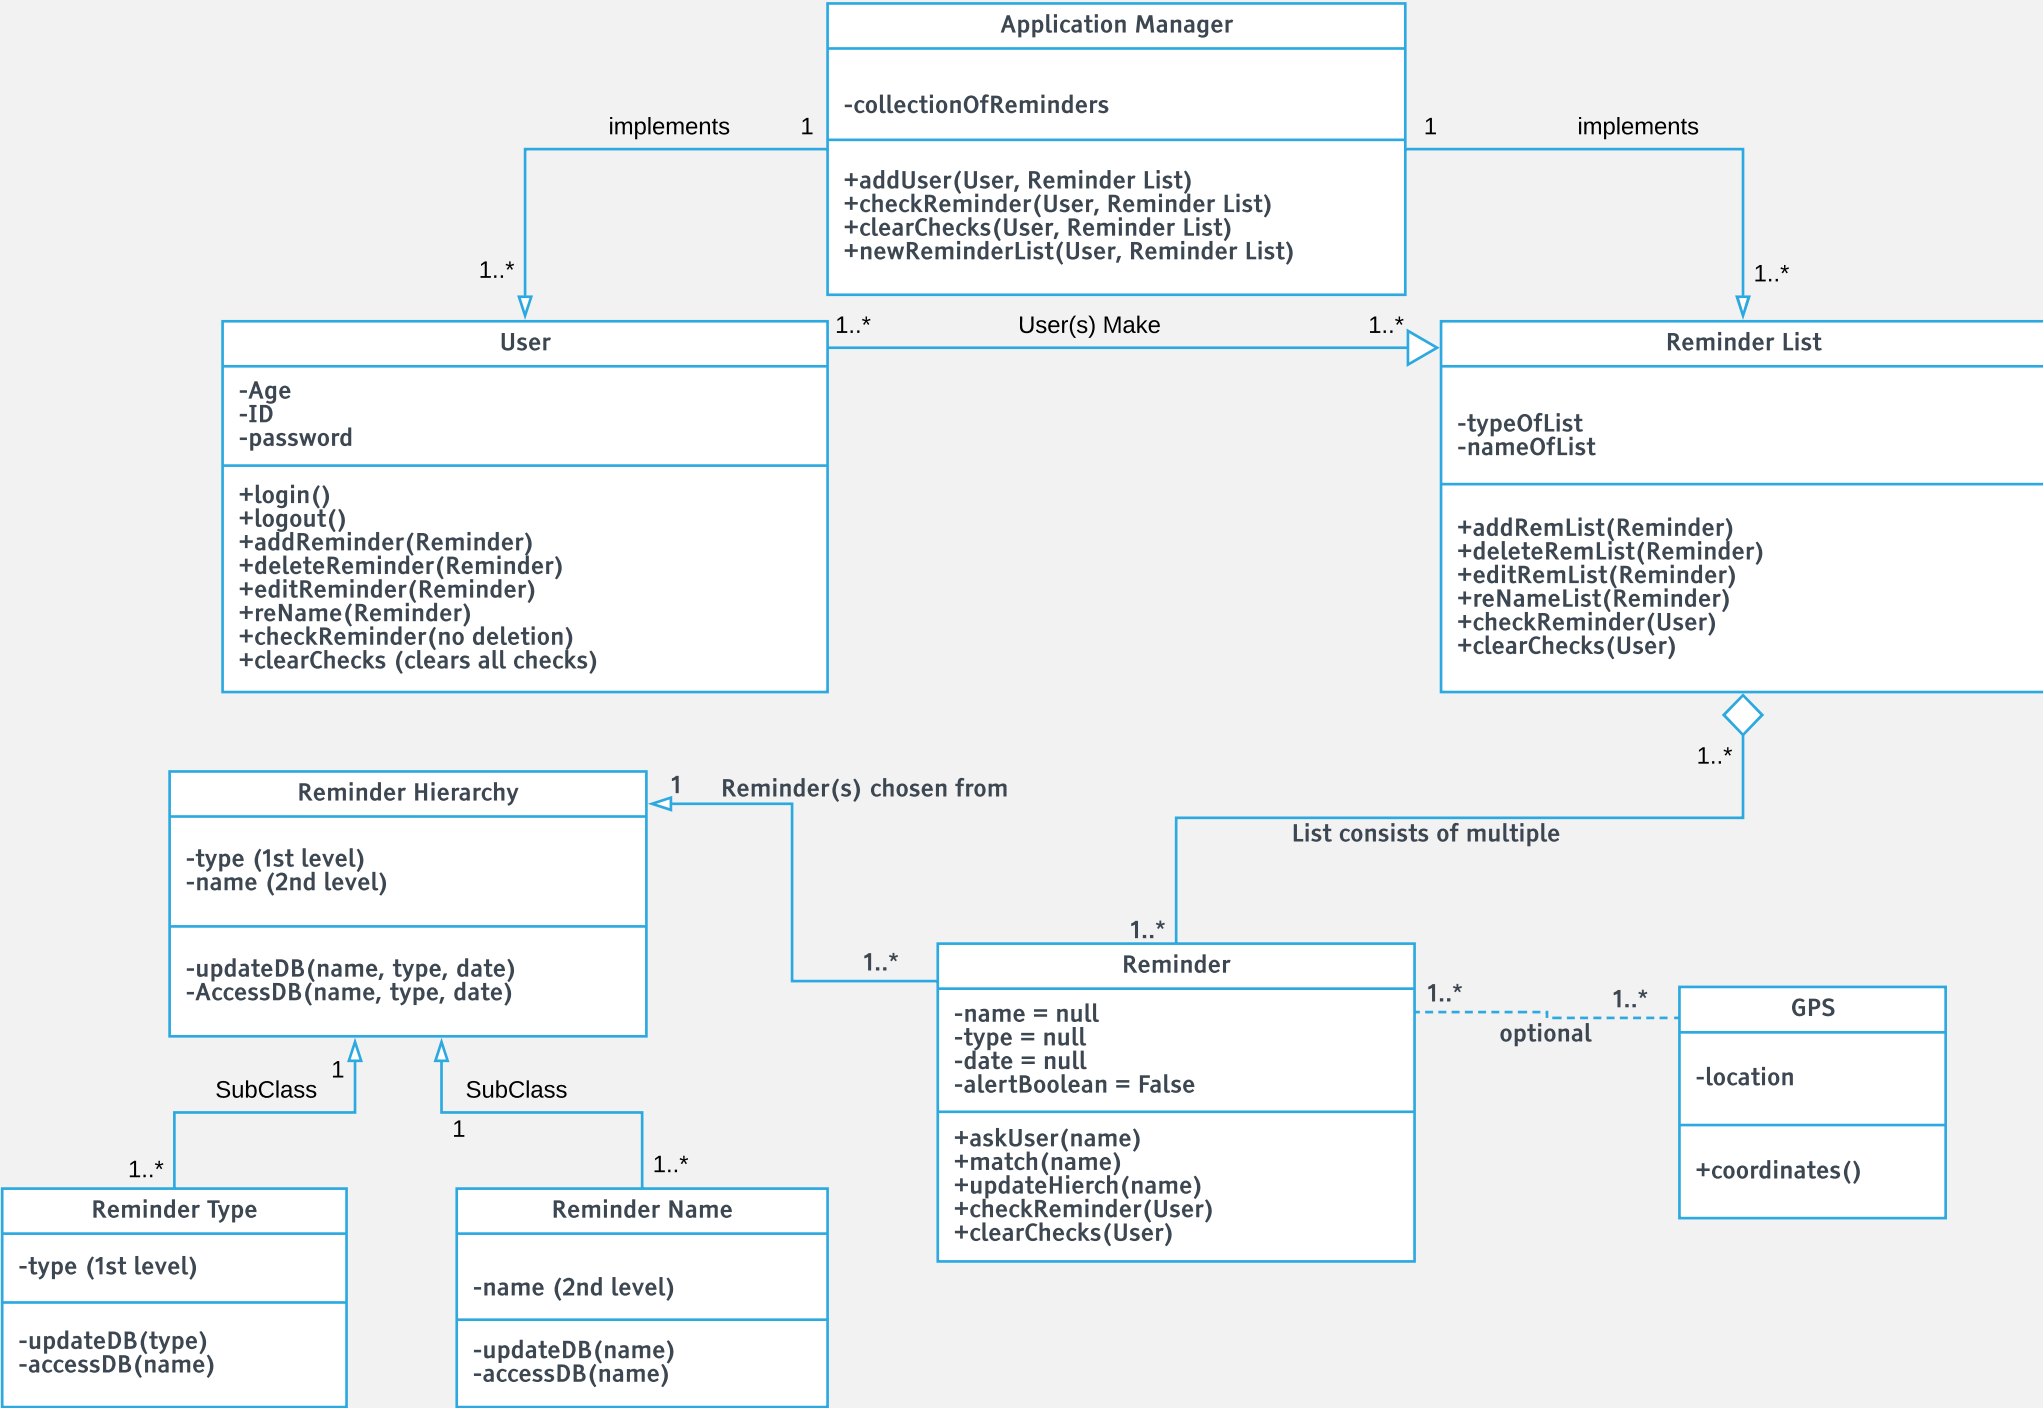 Application Manager
-collectionOfReminders
+addUser(User, Reminder List)
+checkReminder(User, Reminder List)
+clearChecks(User, Reminder List)
+newReminderList(User, Reminder List)
implements
1
1..*
1
implements
1..*
User
-Age
-ID
-password
+login()
+logout()
+addReminder(Reminder)
+deleteReminder(Reminder)
+editReminder(Reminder)
+reName(Reminder)
+checkReminder(no deletion)
+clearChecks (clears all checks)
1..*
User(s) Make
1..*
Reminder List
-typeOfList
-nameOfList
+addRemList(Reminder)
+deleteRemList(Reminder)
+editRemList(Reminder)
+reNameList(Reminder)
+checkReminder(User)
+clearChecks(User)
1..*
List consists of multiple
1..*
Reminder Hierarchy
-type (1st level)
-name (2nd level)
-updateDB(name, type, date)
-AccessDB(name, type, date)
1
Reminder(s) chosen from
1..*
Reminder
-name = null
-type = null
-date = null
-alertBoolean = False
+askUser(name)
+match(name)
+updateHierch(name)
+checkReminder(User)
+clearChecks(User)
1..*
optional
1..*
GPS
-location
+coordinates()
1
SubClass
1..*
SubClass
1
1..*
Reminder Type
-type (1st level)
-updateDB(type)
-accessDB(name)
Reminder Name
-name (2nd level)
-updateDB(name)
-accessDB(name)